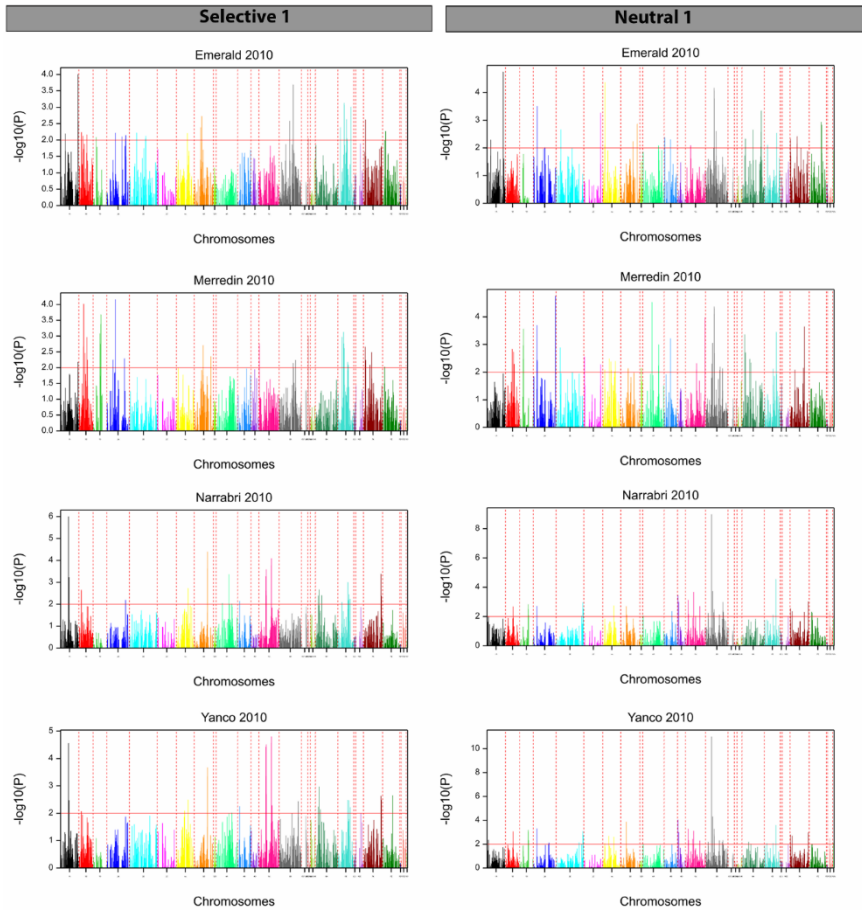 Selective 1
Neutral 1
Emerald 2010
-log10(P)
4.0
3.5
3.0
2.5
2.0
1.5
1.0
0.5
0.0
Chromosomes
Emerald 2010
-log10(P)
4
2
0
Chromosomes
Merredin 2010
-log10(P)
4.0
3.5
3.0
2.5
2.0
1.5
1.0
0.5
0.0
Chromosomes
Merredin 2010
-log10(P)
4
2
0
Chromosomes
Narrabri 2010
-log10(P)
6
5
4
3
2
1
0
Chromosomes
Narrabri 2010
-log10(P)
8
6
4
2
0
Chromosomes
Yanco 2010
-log10(P)
5
4
3
2
1
0
Chromosomes
Yanco 2010
-log10(P)
10
8
6
4
2
0
Chromosomes